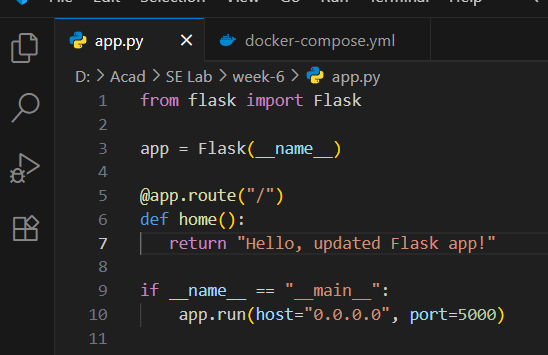 File Edit Selection View Go Run Terminal Help
app.py
docker-compose.yml
D: > Acad > SE Lab > week-6 > app.py
1 from flask import Flask
2
3 app = Flask(__name__)
4
5 @app.route("/")
6 def home():
7     return "Hello, updated Flask app!"
8
9 if __name__ == "__main__":
10     app.run(host="0.0.0.0", port=5000)
11